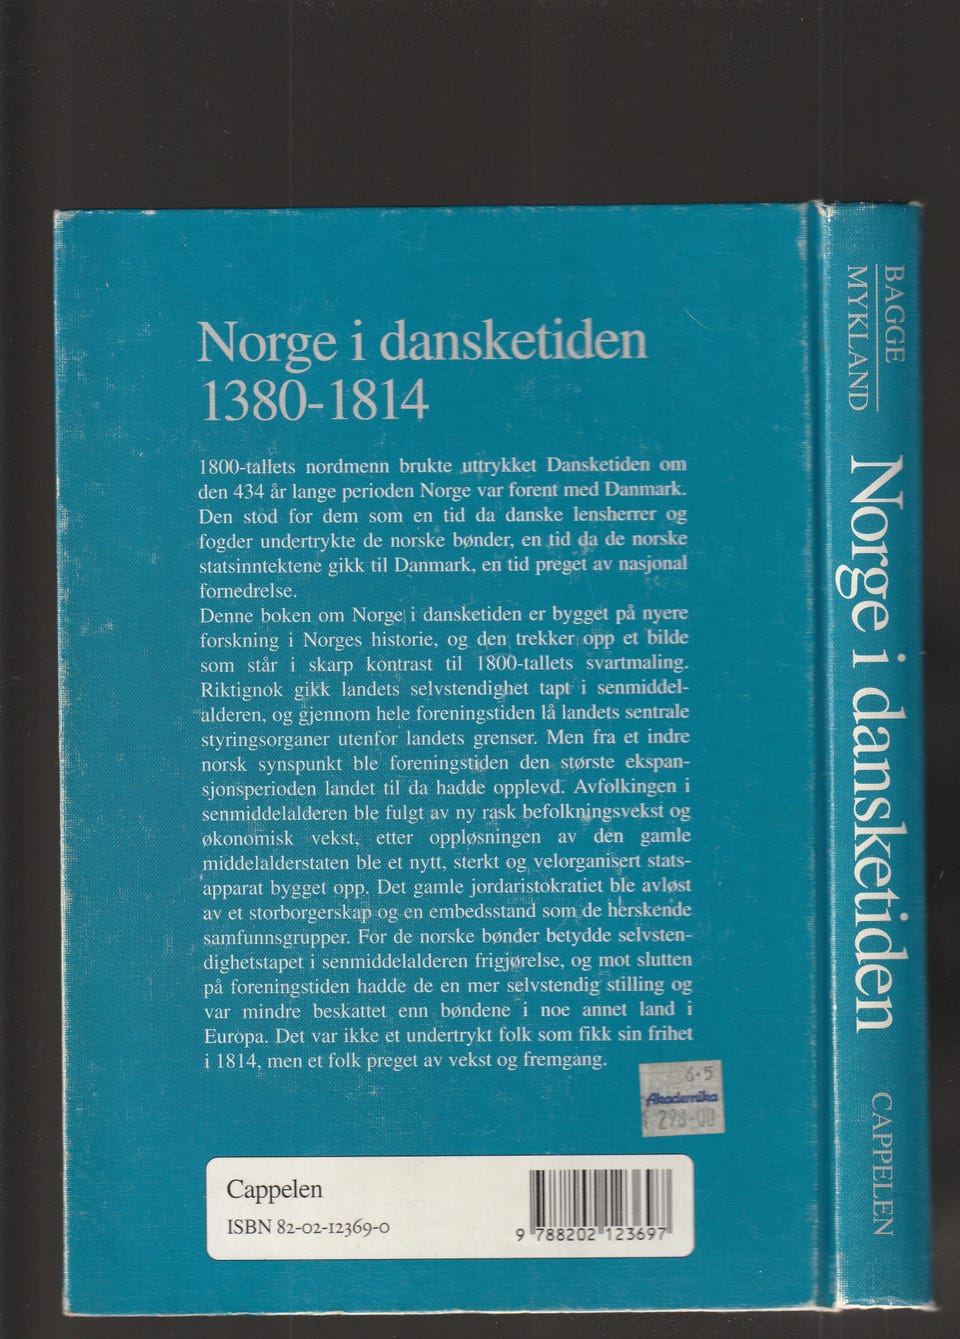 Norge i dansketiden
1380-1814
1800-tallets nordmenn brukte uttrykket Dansketiden om
den 434 år lange perioden Norge var forent med Danmark.
Den stod for dem som en tid da danske lensherrer og
fogder undertrykte de norske bønder, en tid da de norske
statsinntektene gikk til Danmark, en tid preget av nasjonal
fornedrelse.
Denne boken om Norge i dansketiden er bygget på nyere
forskning i Norges historie, og den trekker opp et bilde
som står i skarp kontrast til 1800-tallets svartmaling.
Riktignok gikk landets selvstendighet tapt i senmiddel-
alderen, og gjennom hele foreningstiden lå landets sentrale
styringsorganer utenfor landets grenser. Men fra et indre
norsk synspunkt ble foreningstiden den største ekspan-
sjonsperioden landet til da hadde opplevd. Avfolkingen i
senmiddelalderen ble fulgt av ny rask befolkningsvekst og
økonomisk vekst, etter oppløsningen av den gamle
middelalderstaten ble et nytt, sterkt og velorganisert stats-
apparat bygget opp. Det gamle jordaristokratiet ble avløst
av et storborgerskap og en embedsstand som de herskende
samfunnsgrupper. For de norske bønder betydde selvsten-
dighetstapet i senmiddelalderen frigjørelse, og mot slutten
på foreningstiden hadde de en mer selvstendig stilling og
var mindre beskattet enn bøndene i noe annet land i
Europa. Det var ikke et undertrykt folk som fikk sin frihet
i 1814, men et folk preget av vekst og fremgang.
6·5
Akademika
298-00
Cappelen
ISBN 82-02-12369-0
9 788202 123697
BAGGE
MYKLAND
Norge i dansketiden
CAPPELEN